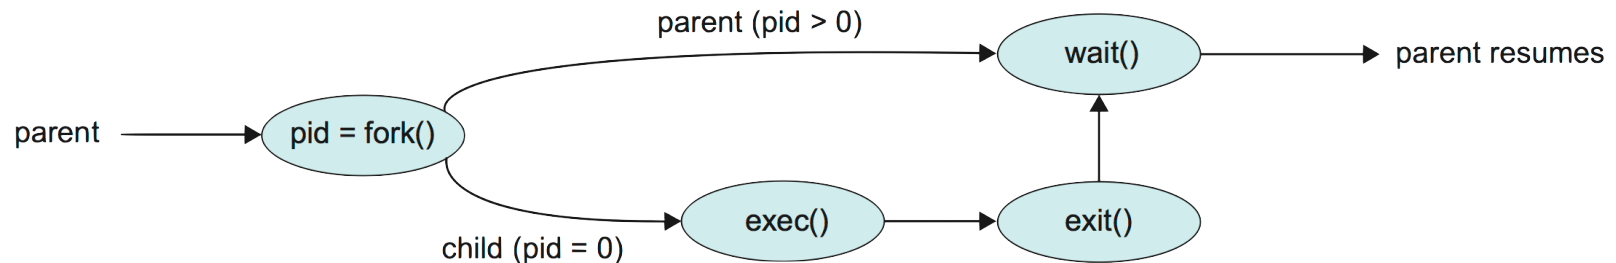 parent (pid > 0)
wait()
parent resumes
parent
pid = fork()
exec()
exit()
child (pid = 0)